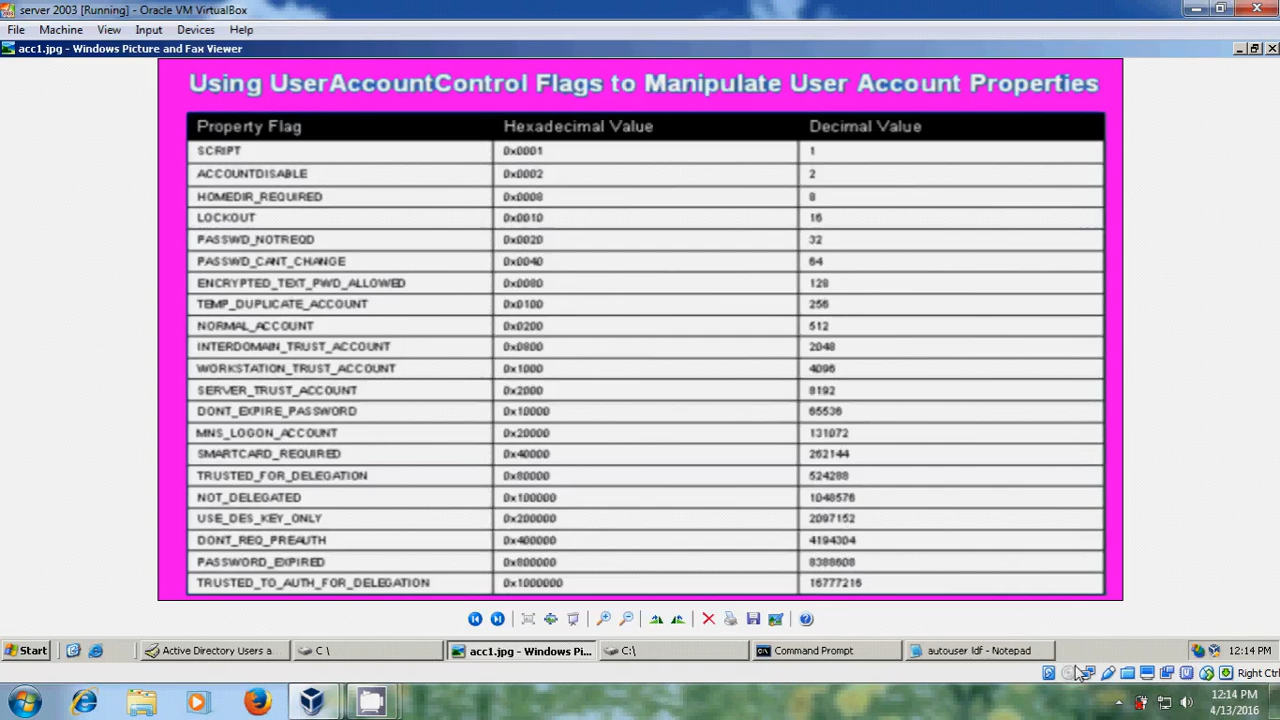 server 2003 [Running] - Oracle VM VirtualBox
File Machine View Input Devices Help
acc1.jpg - Windows Picture and Fax Viewer
Using UserAccountControl Flags to Manipulate User Account Properties
Property Flag Hexadecimal Value Decimal Value
SCRIPT 0x0001 1
ACCOUNTDISABLE 0x0002 2
HOMEDIR_REQUIRED 0x0008 8
LOCKOUT 0x0010 16
PASSWD_NOTREQD 0x0020 32
PASSWD_CANT_CHANGE 0x0040 64
ENCRYPTED_TEXT_PWD_ALLOWED 0x0080 128
TEMP_DUPLICATE_ACCOUNT 0x0100 256
NORMAL_ACCOUNT 0x0200 512
INTERDOMAIN_TRUST_ACCOUNT 0x0800 2048
WORKSTATION_TRUST_ACCOUNT 0x1000 4096
SERVER_TRUST_ACCOUNT 0x2000 8192
DONT_EXPIRE_PASSWORD 0x10000 65536
MNS_LOGON_ACCOUNT 0x20000 131072
SMARTCARD_REQUIRED 0x40000 262144
TRUSTED_FOR_DELEGATION 0x80000 524288
NOT_DELEGATED 0x100000 1048576
USE_DES_KEY_ONLY 0x200000 2097152
DONT_REQ_PREAUTH 0x400000 4194304
PASSWORD_EXPIRED 0x800000 8388608
TRUSTED_TO_AUTH_FOR_DELEGATION 0x1000000 16777216
Start Active Directory Users a... C:\ acc1.jpg - Windows Pi... C:\ Command Prompt autouser ldf - Notepad 12:14 PM
Right Ctrl
12:14 PM
4/13/2016